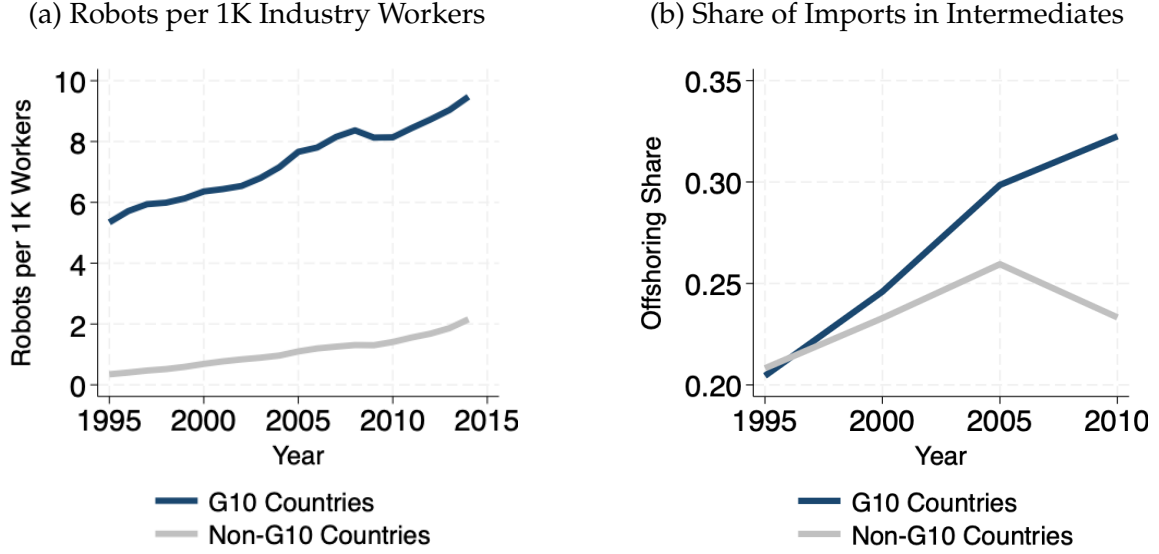 (a) Robots per 1K Industry Workers
Robots per 1K Workers
10
8
6
4
2
0
1995 2000 2005 2010 2015
Year
G10 Countries
Non-G10 Countries
(b) Share of Imports in Intermediates
Offshoring Share
0.35
0.30
0.25
0.20
1995 2000 2005 2010
Year
G10 Countries
Non-G10 Countries